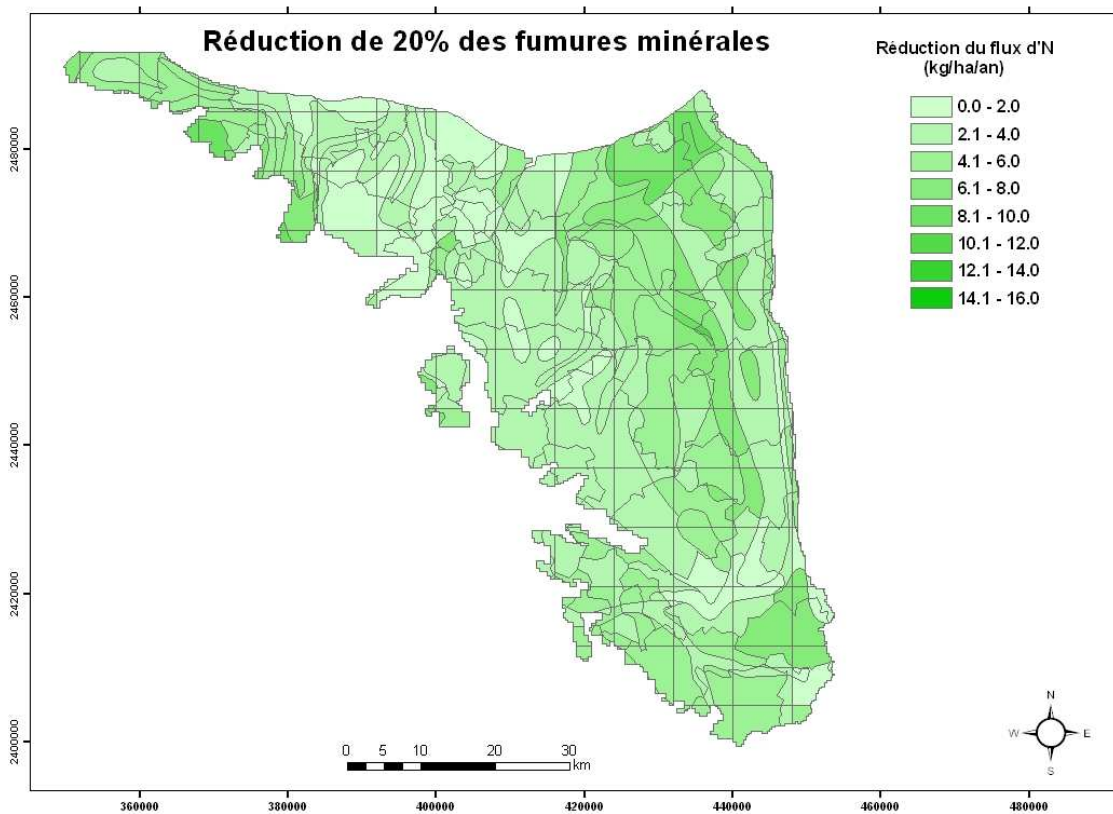 Réduction de 20% des fumures minérales
Réduction du flux d'N
(kg/ha/an)
0.0 - 2.0
2.1 - 4.0
4.1 - 6.0
6.1 - 8.0
8.1 - 10.0
10.1 - 12.0
12.1 - 14.0
14.1 - 16.0
2480000
2460000
2440000
2420000
2400000
N
W E
S
0 5 10 20 30
km
360000 380000 400000 420000 440000 460000 480000